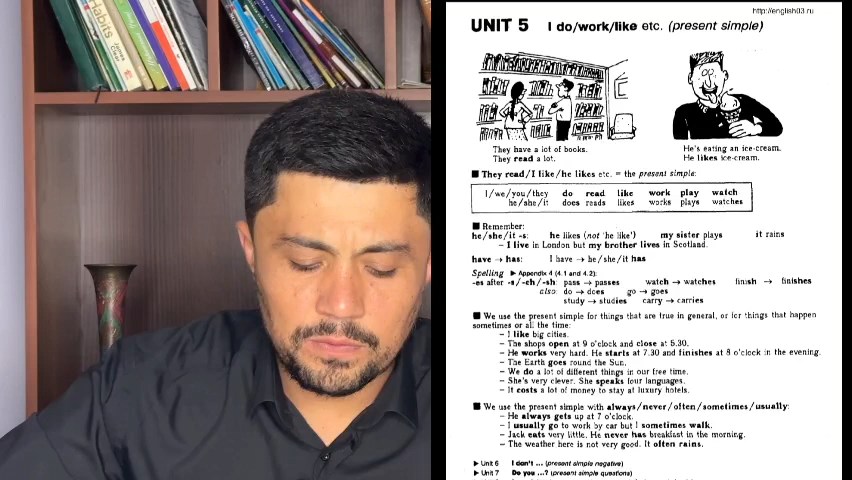 Habits
James
Clear
http://english03.ru
UNIT 5 I do/work/like etc. (present simple)
They have a lot of books.
They read a lot.
He's eating an ice-cream.
He likes ice-cream.
■ They read/I like/he likes etc. = the present simple:
I/we/you/they do read like work play watch
he/she/it does reads likes works plays watches
■ Remember:
he/she/it -s: he likes (not 'he like') my sister plays it rains
– I live in London but my brother lives in Scotland.
have → has: I have → he/she/it has
Spelling ▶ Appendix 4 (4.1 and 4.2):
-es after -s/-ch/-sh: pass → passes watch → watches finish → finishes
also: do → does go → goes
study → studies carry → carries
■ We use the present simple for things that are true in general, or for things that happen
sometimes or all the time:
– I like big cities.
– The shops open at 9 o'clock and close at 5.30.
– He works very hard. He starts at 7.30 and finishes at 8 o'clock in the evening.
– The Earth goes round the Sun.
– We do a lot of different things in our free time.
– She's very clever. She speaks four languages.
– It costs a lot of money to stay at luxury hotels.
■ We use the present simple with always/never/often/sometimes/usually:
– He always gets up at 7 o'clock.
– I usually go to work by car but I sometimes walk.
– Jack eats very little. He never has breakfast in the morning.
– The weather here is not very good. It often rains.
▶ Unit 6 I don't ... (present simple negative)
▶ Unit 7 Do you ...? (present simple questions)